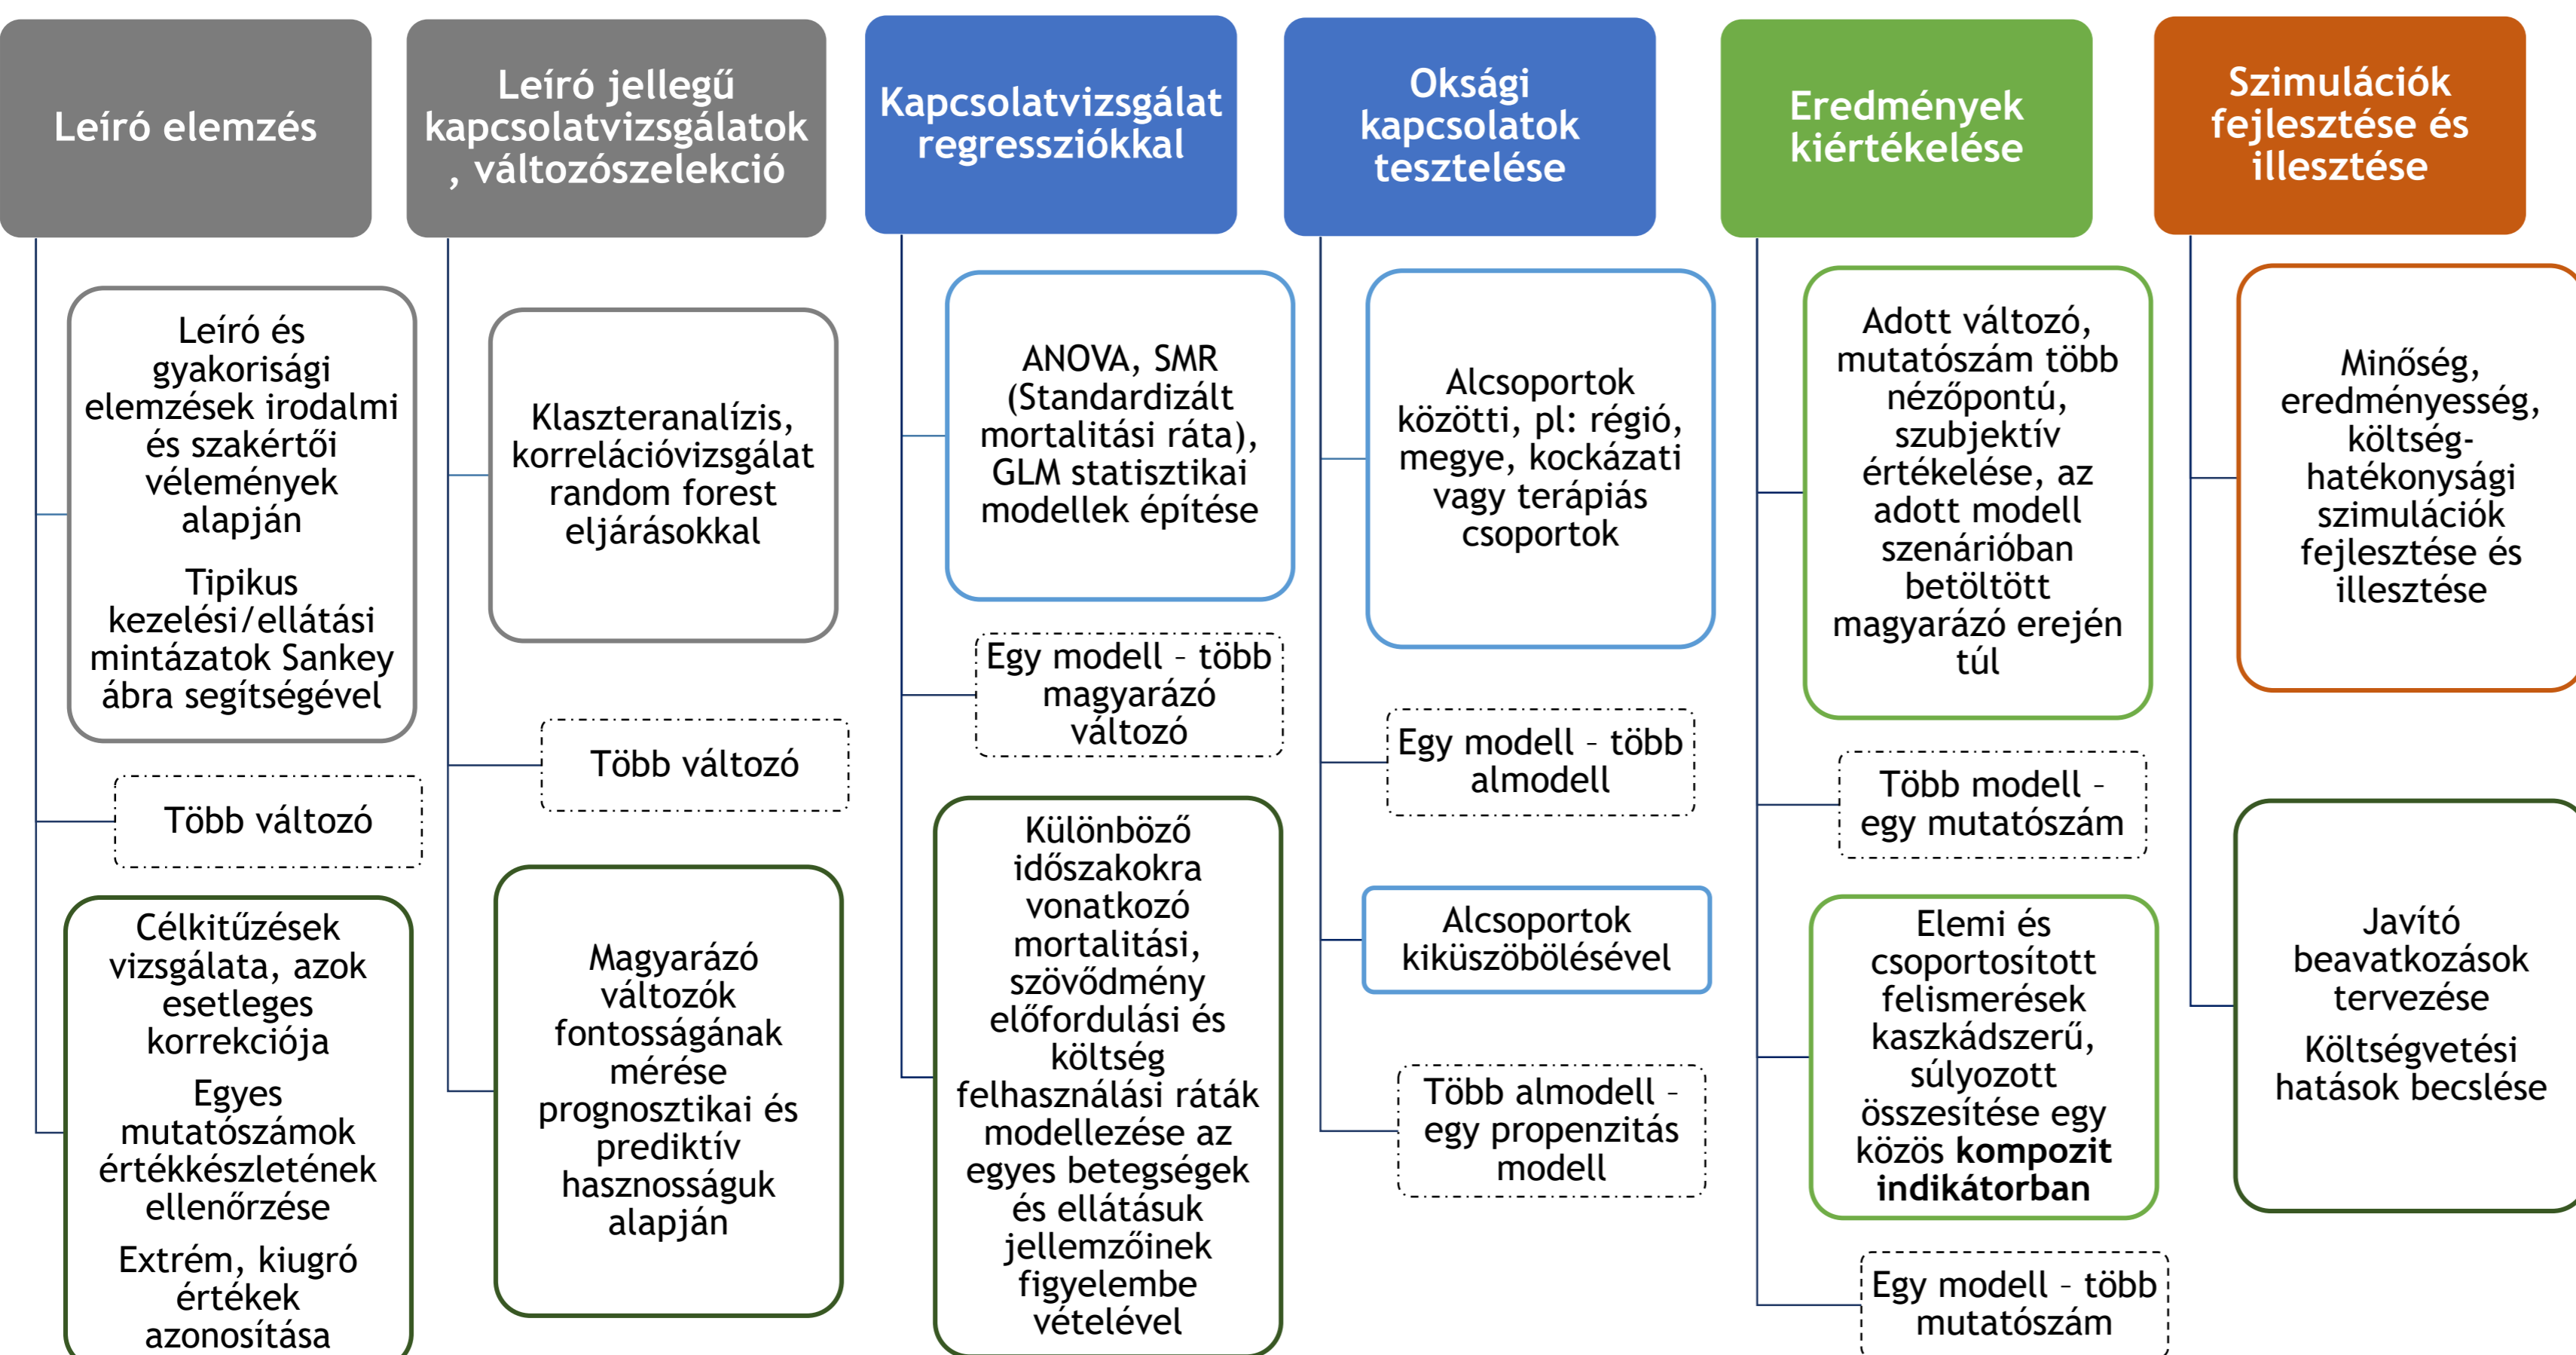 Leíró elemzés
Leíró és
gyakorisági
elemzések irodalmi
és szakértői
vélemények
alapján
Tipikus
kezelési/ellátási
mintázatok Sankey
ábra segítségével
Több változó
Célkitűzések
vizsgálata, azok
esetleges
korrekciója
Egyes
mutatószámok
értékkészletének
ellenőrzése
Extrém, kiugró
értékek
azonosítása
Leíró jellegű
kapcsolatvizsgálatok
, változószelekció
Klaszteranalízis,
korrelációvizsgálat
random forest
eljárásokkal
Több változó
Magyarázó
változók
fontosságának
mérése
prognosztikai és
prediktív
hasznosságuk
alapján
Kapcsolatvizsgálat
regressziókkal
ANOVA, SMR
(Standardizált
mortalitási ráta),
GLM statisztikai
modellek építése
Egy modell – több
magyarázó
változó
Különböző
időszakokra
vonatkozó
mortalitási,
szövődmény
előfordulási és
költség
felhasználási ráták
modellezése az
egyes betegségek
és ellátásuk
jellemzőinek
figyelembe
vételével
Oksági
kapcsolatok
tesztelése
Alcsoportok
közötti, pl: régió,
megye, kockázati
vagy terápiás
csoportok
Egy modell – több
almodell
Alcsoportok
kiküszöbölésével
Több almodell –
egy propenzitás
modell
Eredmények
kiértékelése
Adott változó,
mutatószám több
nézőpontú,
szubjektív
értékelése, az
adott modell
szenárióban
betöltött
magyarázó erején
túl
Több modell –
egy mutatószám
Elemi és
csoportosított
felismerések
kaszkádszerű,
súlyozott
összesítése egy
közös kompozit
indikátorban
Egy modell – több
mutatószám
Szimulációk
fejlesztése és
illesztése
Minőség,
eredményesség,
költség-
hatékonysági
szimulációk
fejlesztése és
illesztése
Javító
beavatkozások
tervezése
Költségvetési
hatások becslése